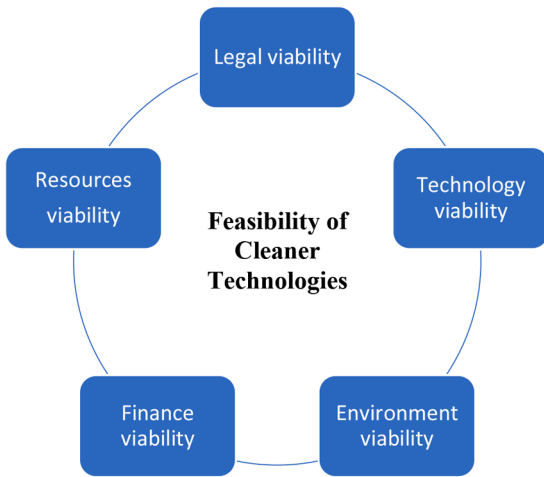 Legal viability
Technology
viability
Environment
viability
Finance
viability
Resources
viability
Feasibility of
Cleaner
Technologies